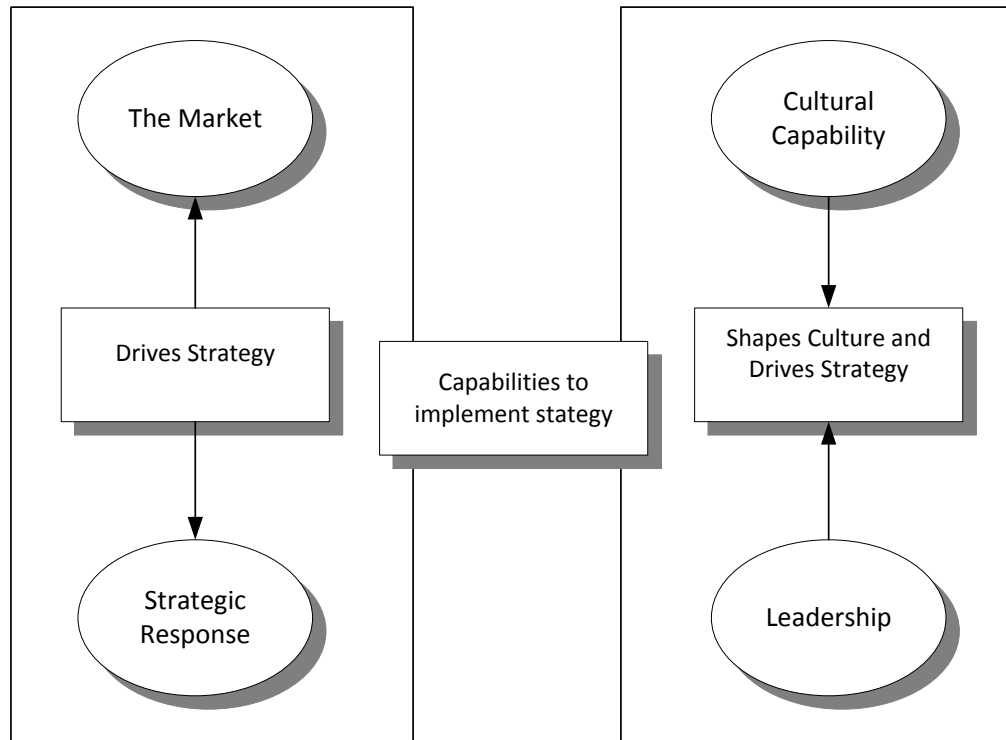 The Market
Cultural
Capability
Drives Strategy
Shapes Culture and
Drives Strategy
Capabilities to
implement stategy
Strategic
Response
Leadership